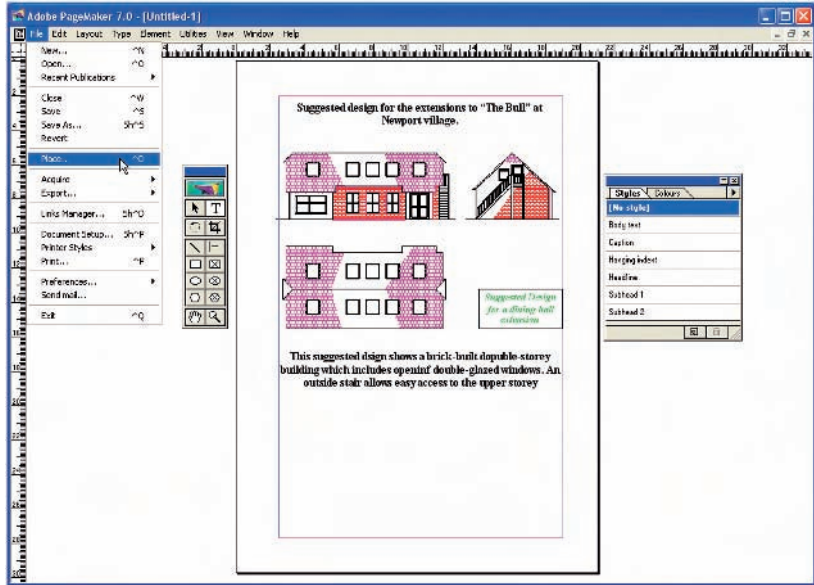 Adobe PageMaker 7.0 - [Untitled-1]
File Edit Layout Type Element Utilities View Window Help
New... ^N
Open... ^O
Recent Publications
Close ^W
Save ^S
Save As... Sh^S
Revert
Place... ^D
Acquire
Export...
Links Manager... Sh^D
Document Setup... Sh^P
Printer Styles
Print... ^P
Preferences...
Send mail...
Exit ^Q
T
Suggested design for the extensions to "The Bull" at
Newport village.
Suggested Design
for a dining hall
extension
This suggested dsign shows a brick-built dopuble-storey
building which includes openinf double-glazed windows. An
outside stair allows easy access to the upper storey
Styles Colours
[No style]
Body text
Caption
Hanging indent
Headline
Subhead 1
Subhead 2